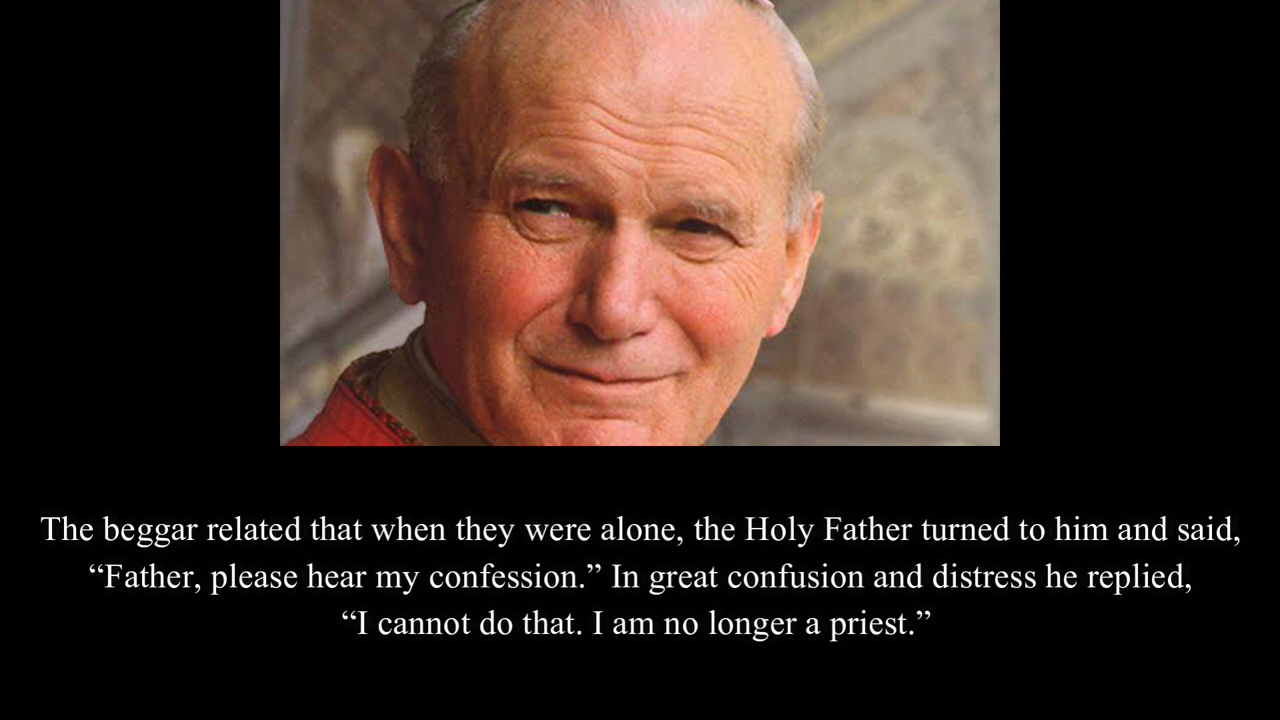 The beggar related that when they were alone, the Holy Father turned to him and said,
“Father, please hear my confession.” In great confusion and distress he replied,
“I cannot do that. I am no longer a priest.”